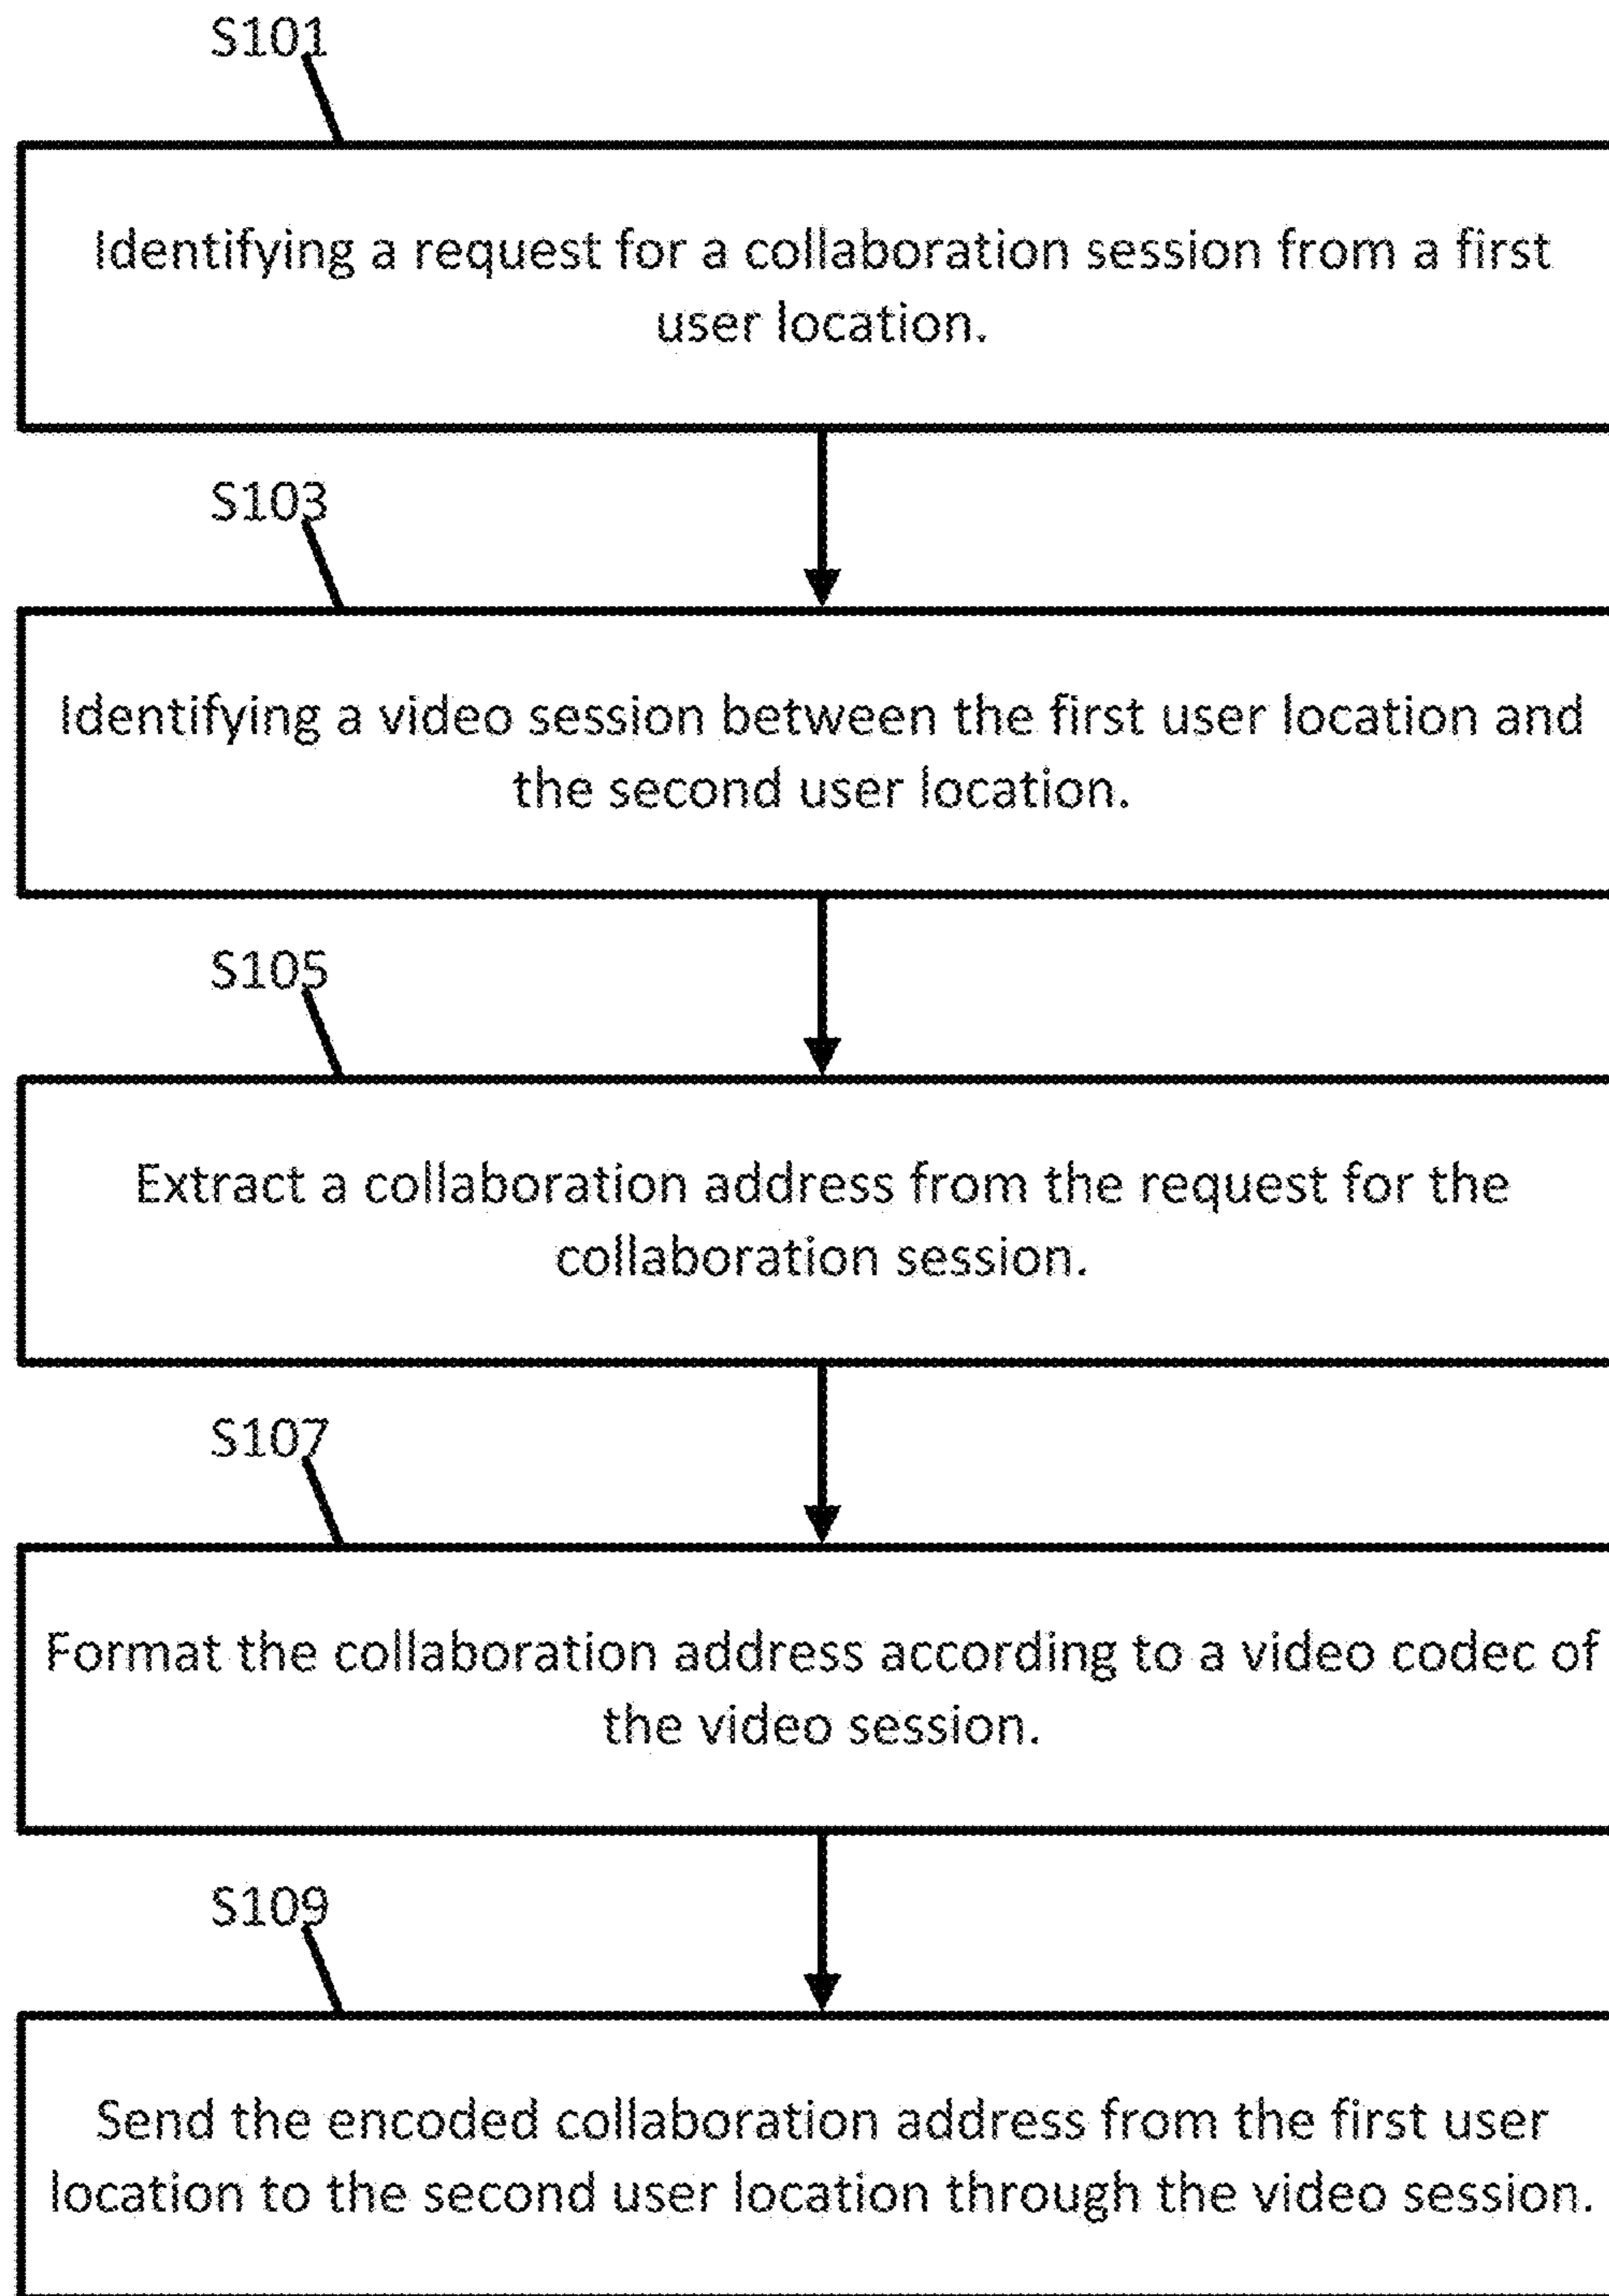 S101
Identifying a request for a collaboration session from a first
user location.
S103
Identifying a video session between the first user location and
the second user location.
S105
Extract a collaboration address from the request for the
collaboration session.
S107
Format the collaboration address according to a video codec of
the video session.
S109
Send the encoded collaboration address from the first user
location to the second user location through the video session.